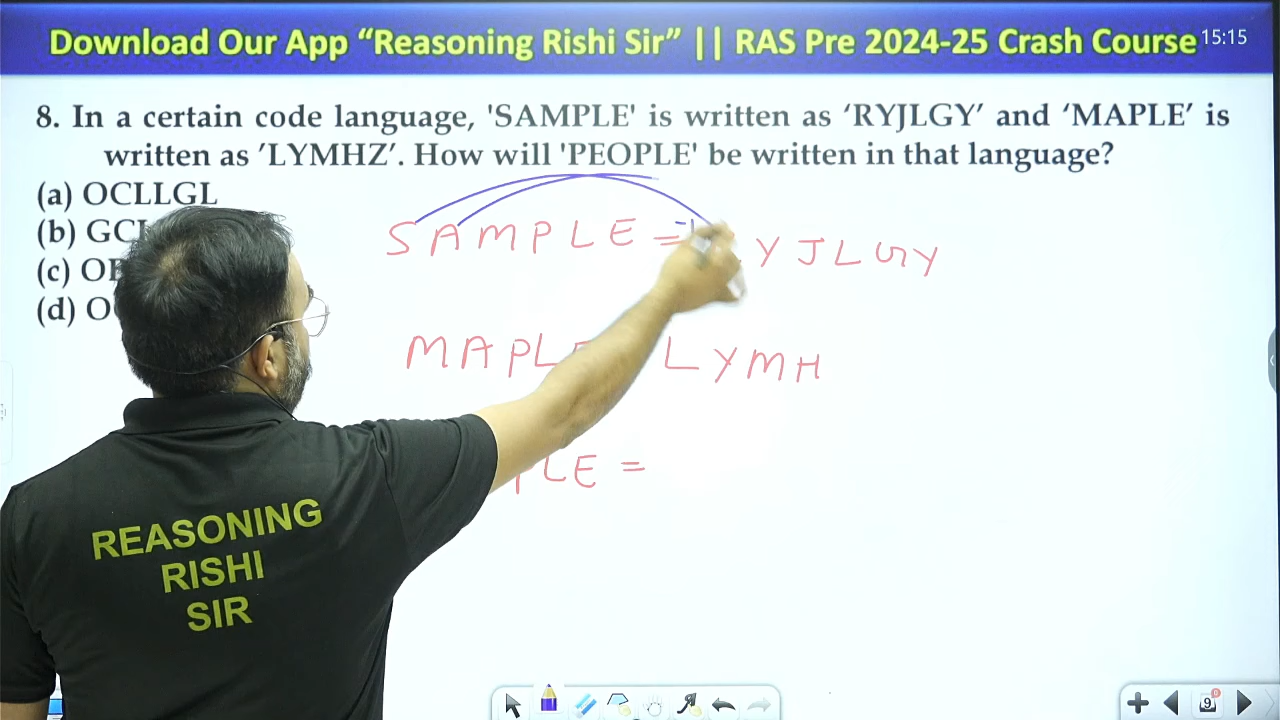 Download Our App “Reasoning Rishi Sir” || RAS Pre 2024-25 Crash Course 15:15
8. In a certain code language, 'SAMPLE' is written as ‘RYJLGY’ and ‘MAPLE’ is
written as ’LYMHZ’. How will 'PEOPLE' be written in that language?
(a) OCLLGL
(b)
(c)
(d)
SAMPLE = YJLGY
MAPL LYMH
LE =
REASONING
RISHI
SIR
9